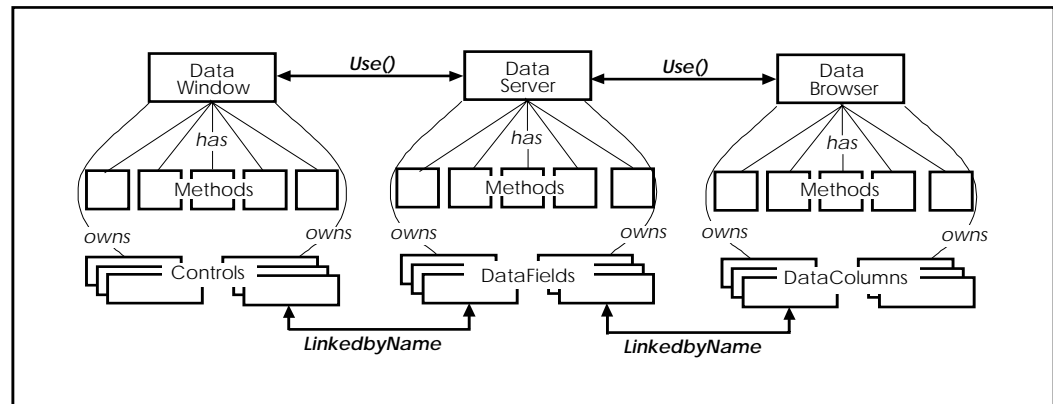 Data
Window
Use()
Data
Server
Use()
Data
Browser
has
has
has
Methods
Methods
Methods
owns
owns
owns
owns
owns
owns
Controls
DataFields
DataColumns
LinkedbyName
LinkedbyName